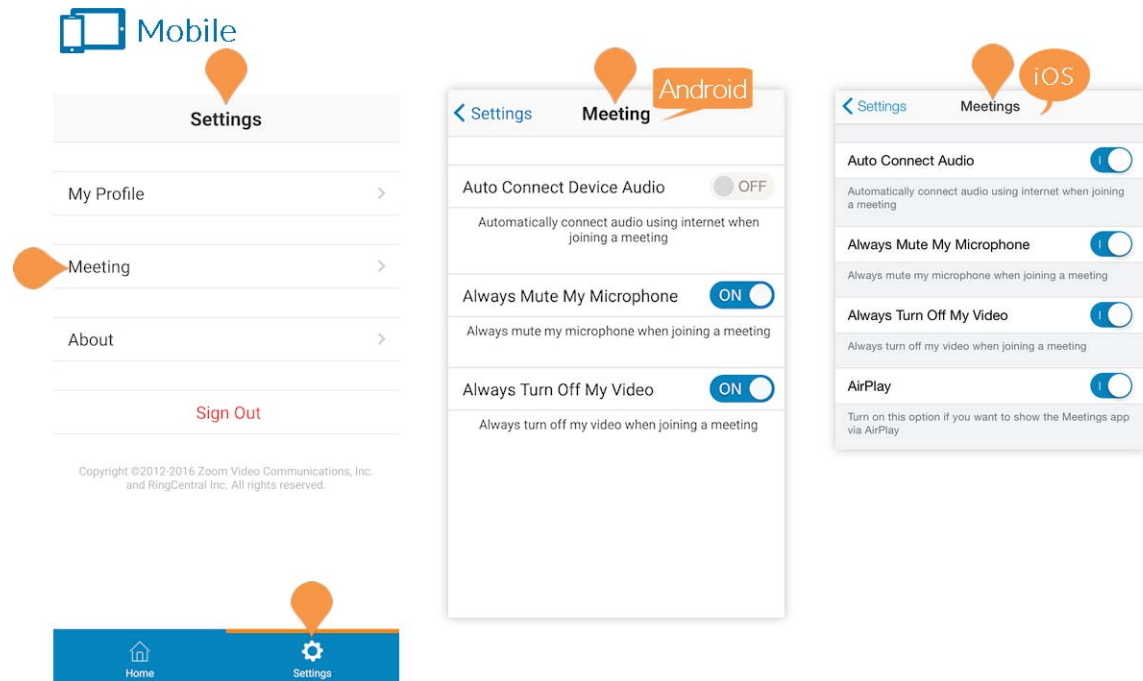 Mobile
Settings
My Profile
Meeting
About
Sign Out
Copyright ©2012-2016 Zoom Video Communications, Inc.
and RingCentral Inc. All rights reserved.
Home
Settings
Android
Settings
Meeting
Auto Connect Device Audio
OFF
Automatically connect audio using internet when
joining a meeting
Always Mute My Microphone
ON
Always mute my microphone when joining a meeting
Always Turn Off My Video
ON
Always turn off my video when joining a meeting
iOS
Settings
Meetings
Auto Connect Audio
Automatically connect audio using internet when joining
a meeting
Always Mute My Microphone
Always mute my microphone when joining a meeting
Always Turn Off My Video
Always turn off my video when joining a meeting
AirPlay
Turn on this option if you want to show the Meetings app
via AirPlay